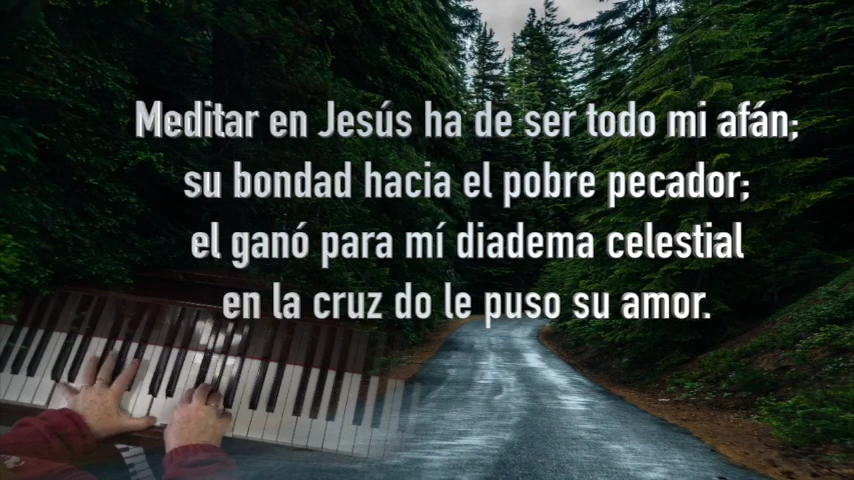 Meditar en Jesús ha de ser todo mi afán;
su bondad hacia el pobre pecador;
el ganó para mí diadema celestial
en la cruz do le puso su amor.